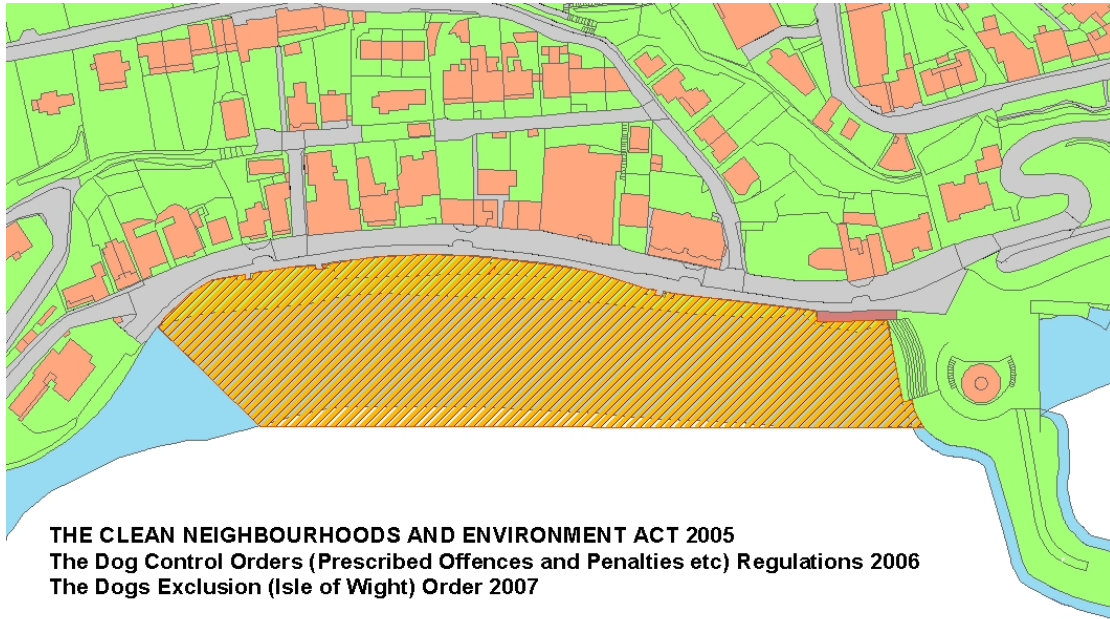 THE CLEAN NEIGHBOURHOODS AND ENVIRONMENT ACT 2005
The Dog Control Orders (Prescribed Offences and Penalties etc) Regulations 2006
The Dogs Exclusion (Isle of Wight) Order 2007